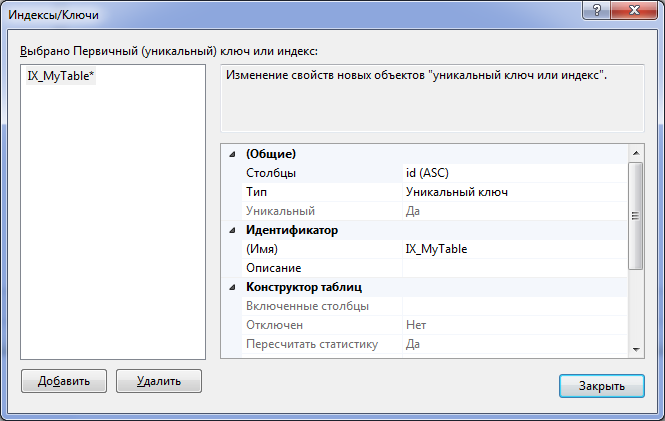 Индексы/Ключи
Выбрано Первичный (уникальный) ключ или индекс:
IX_MyTable*
Изменение свойств новых объектов "уникальный ключ или индекс".
(Общие)
Столбцы id (ASC)
Тип Уникальный ключ
Уникальный Да
Идентификатор
(Имя) IX_MyTable
Описание
Конструктор таблиц
Включенные столбцы
Отключен Нет
Пересчитать статистику Да
Добавить Удалить
Закрыть